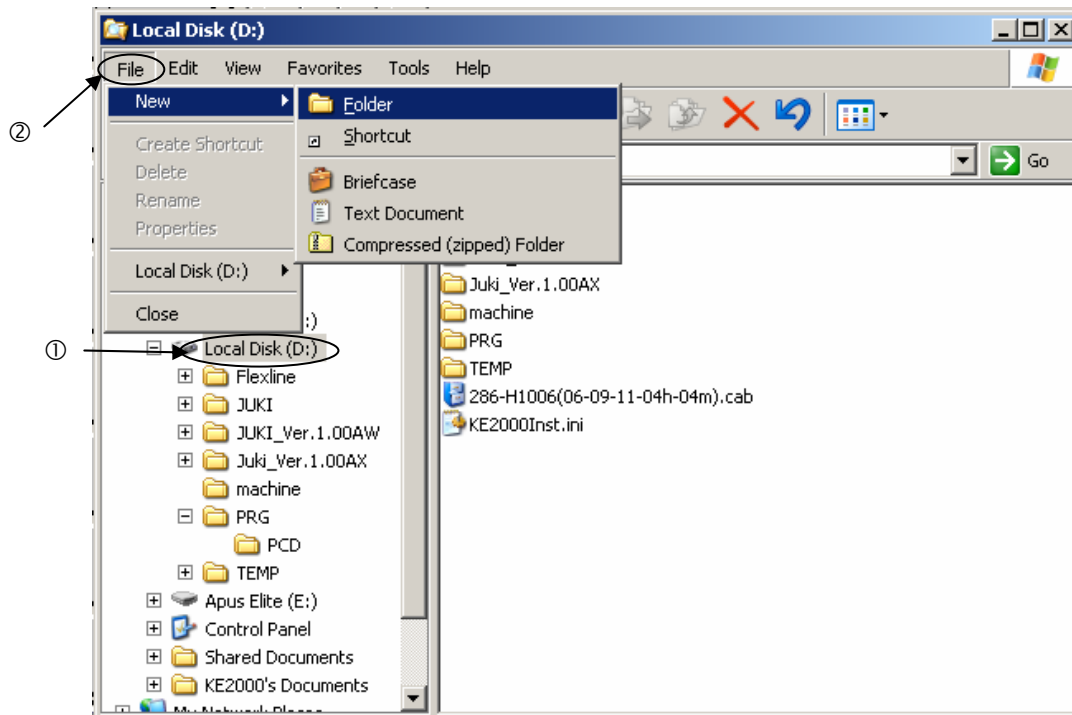 Local Disk (D:)
File Edit View Favorites Tools Help
②
New
Folder
Create Shortcut
Shortcut
Go
Delete
Briefcase
Rename
Text Document
Properties
Compressed (zipped) Folder
Local Disk (D:)
Close
:)
①
Local Disk (D:)
Flexline
JUKI
JUKI_Ver.1.00AW
Juki_Ver.1.00AX
machine
PRG
PCD
TEMP
Apus Elite (E:)
Control Panel
Shared Documents
KE2000's Documents
My Network Places
Juki_Ver.1.00AX
machine
PRG
TEMP
286-H1006(06-09-11-04h-04m).cab
KE2000Inst.ini